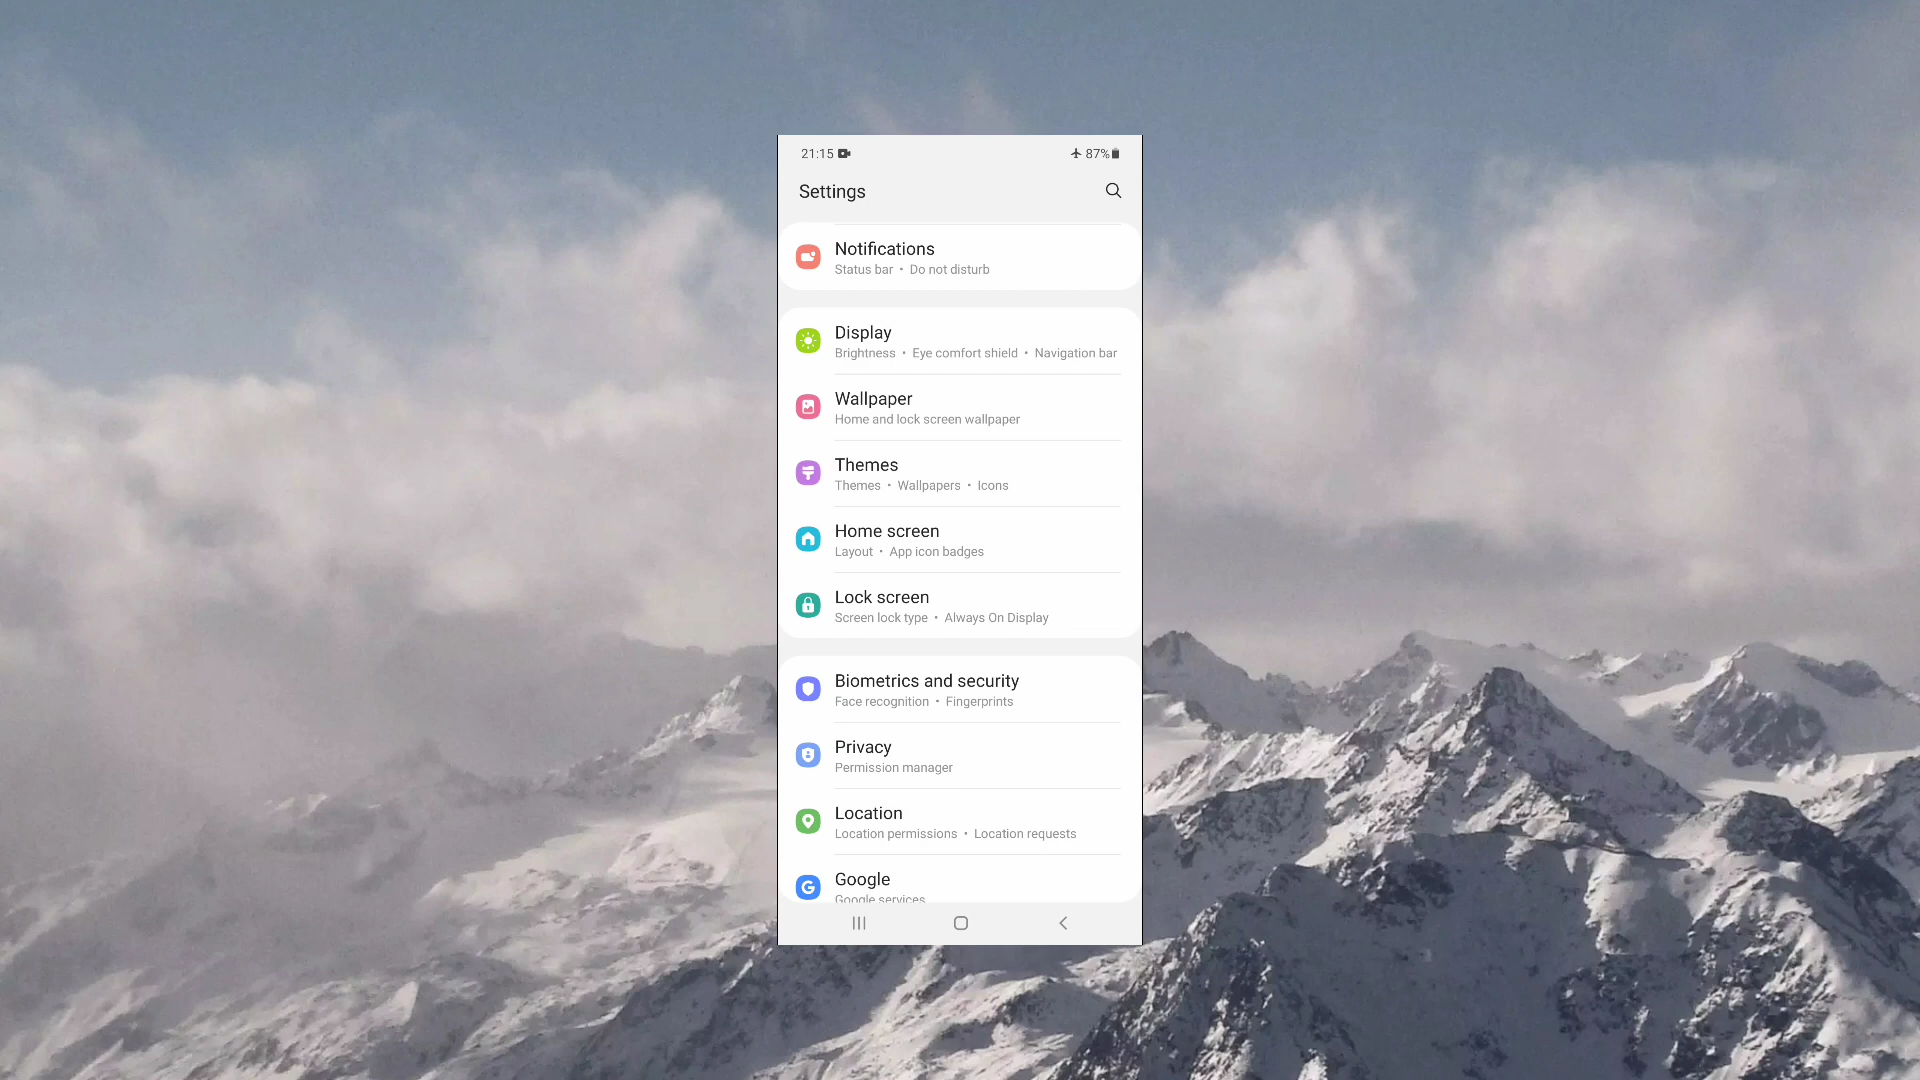 21:15 87%
Settings
Notifications
Status bar • Do not disturb
Display
Brightness • Eye comfort shield • Navigation bar
Wallpaper
Home and lock screen wallpaper
Themes
Themes • Wallpapers • Icons
Home screen
Layout • App icon badges
Lock screen
Screen lock type • Always On Display
Biometrics and security
Face recognition • Fingerprints
Privacy
Permission manager
Location
Location permissions • Location requests
Google
Google services